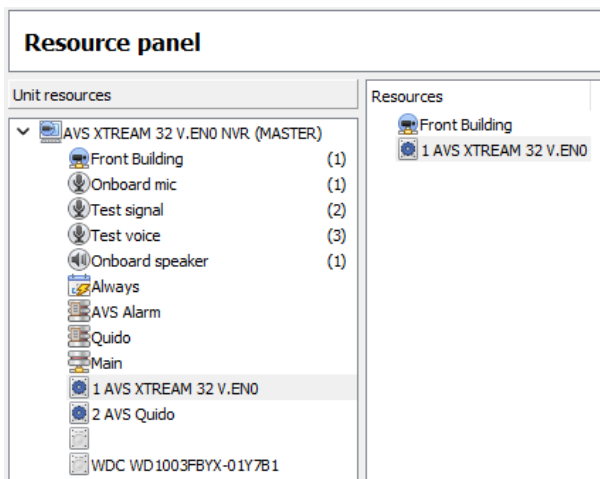 Resource panel
Unit resources
AVS XTREAM 32 V.EN0 NVR (MASTER)
Front Building (1)
Onboard mic (1)
Test signal (2)
Test voice (3)
Onboard speaker (1)
Always
AVS Alarm
Quido
Main
1 AVS XTREAM 32 V.EN0
2 AVS Quido
WDC WD1003FBYX-01Y7B1
Resources
Front Building
1 AVS XTREAM 32 V.EN0